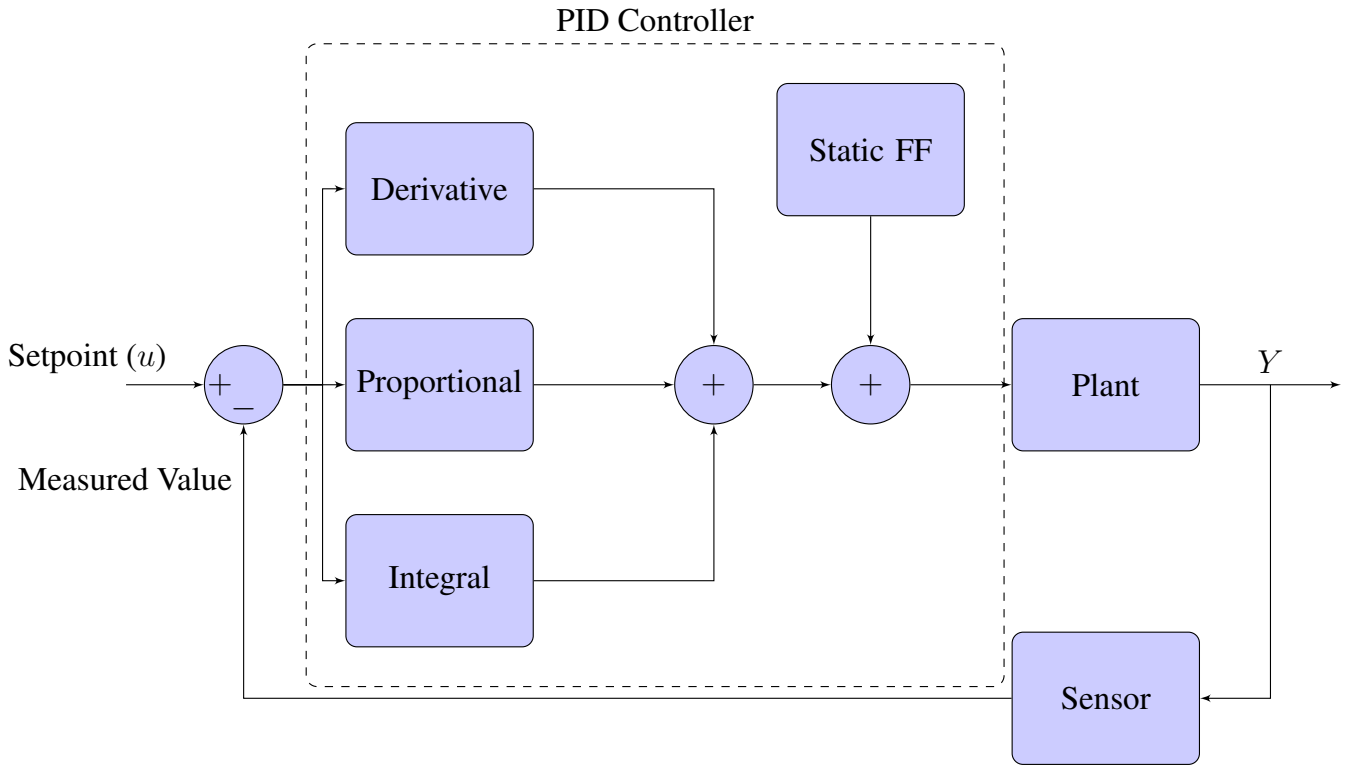 PID Controller
Static FF
Derivative
Setpoint (u)
+
−
Proportional
+
+
Plant
Y
Measured Value
Integral
Sensor